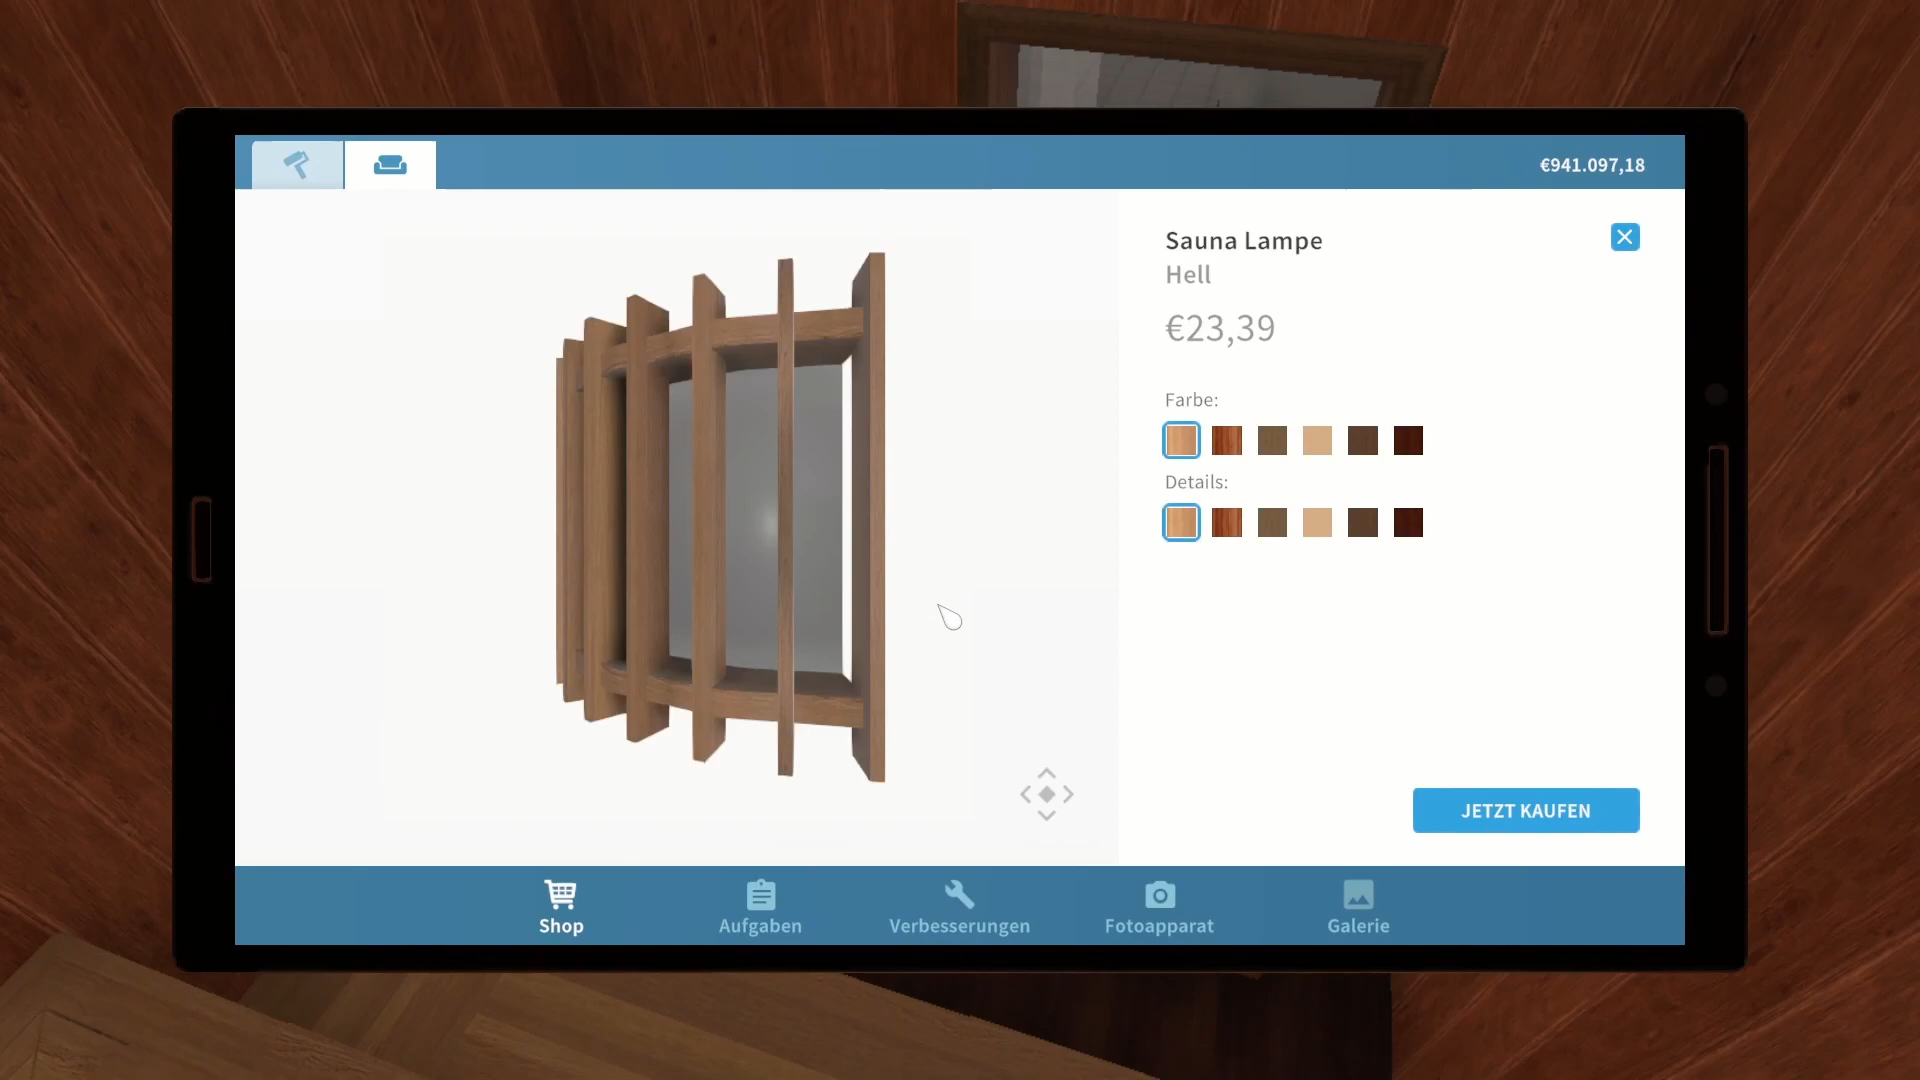 €941.097,18
Sauna Lampe
Hell
€23,39
Farbe:
Details:
JETZT KAUFEN
Shop
Aufgaben
Verbesserungen
Fotoapparat
Galerie